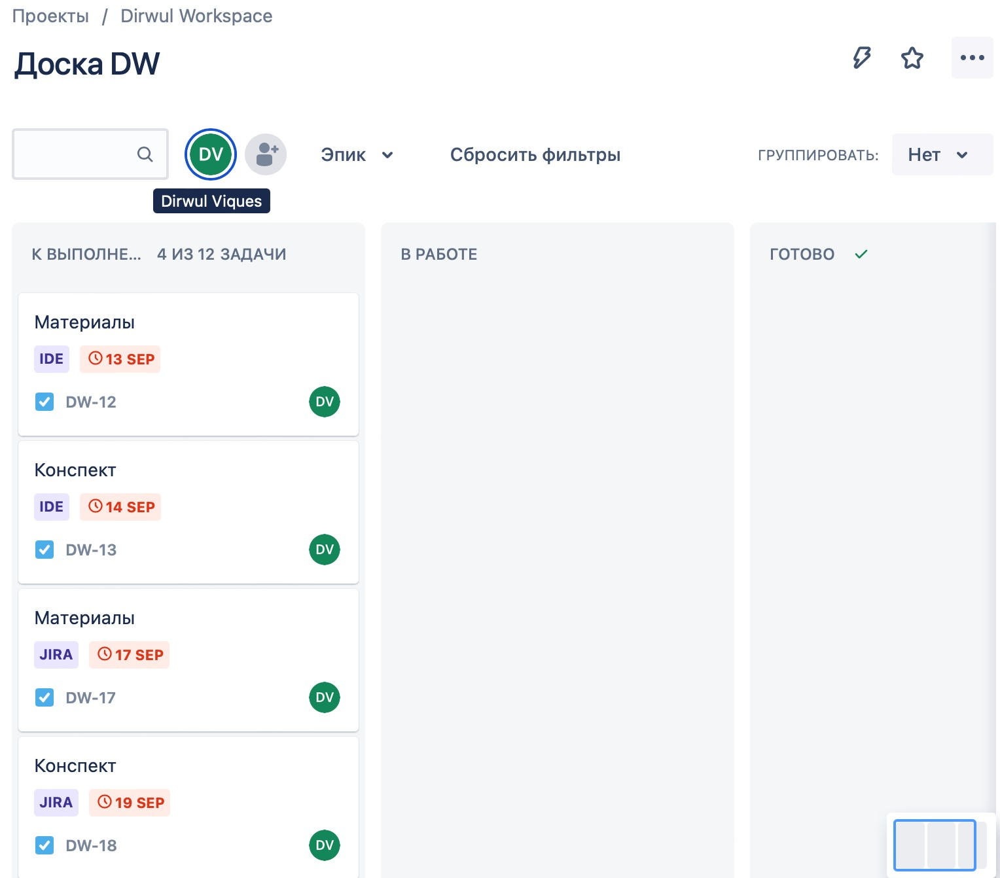 Проекты / Dirwul Workspace
Доска DW
DV
Эпик
Сбросить фильтры
ГРУППИРОВАТЬ:
Нет
Dirwul Viques
К ВЫПОЛНЕ... 4 ИЗ 12 ЗАДАЧИ
В РАБОТЕ
ГОТОВО
Материалы
IDE 13 SEP
DW-12 DV
Конспект
IDE 14 SEP
DW-13 DV
Материалы
JIRA 17 SEP
DW-17 DV
Конспект
JIRA 19 SEP
DW-18 DV